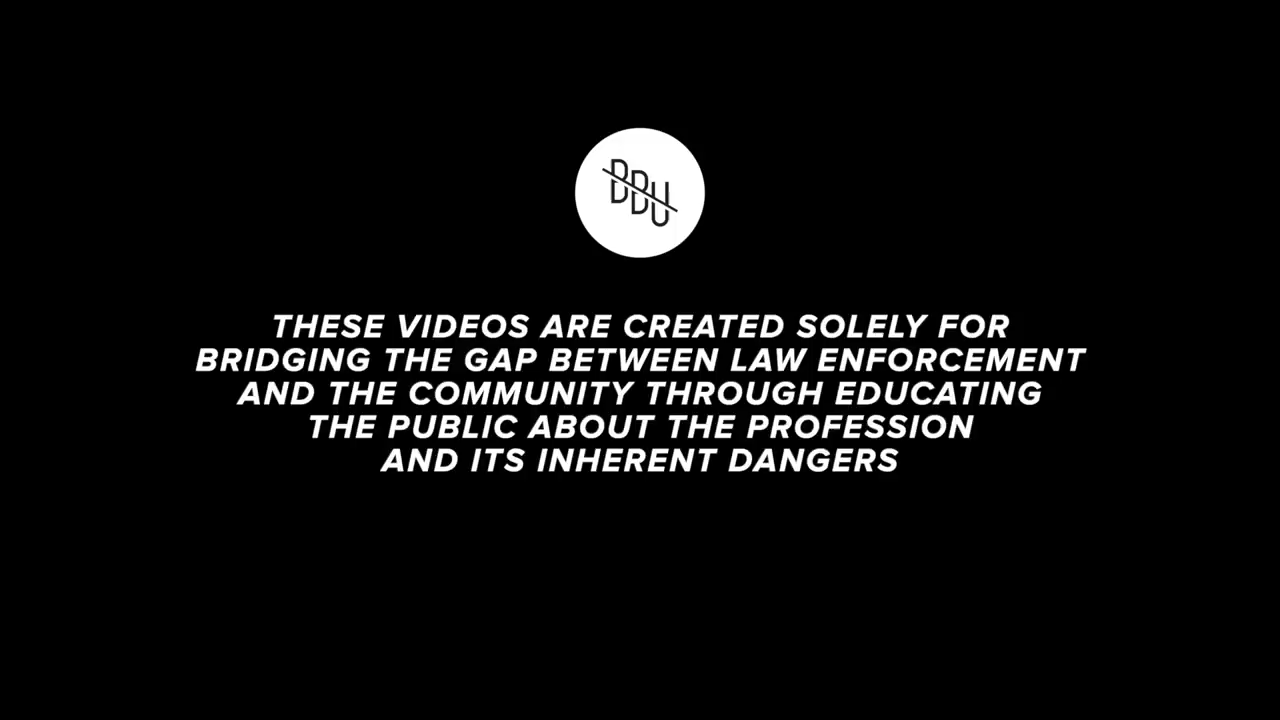 BBU
THESE VIDEOS ARE CREATED SOLELY FOR
BRIDGING THE GAP BETWEEN LAW ENFORCEMENT
AND THE COMMUNITY THROUGH EDUCATING
THE PUBLIC ABOUT THE PROFESSION
AND ITS INHERENT DANGERS